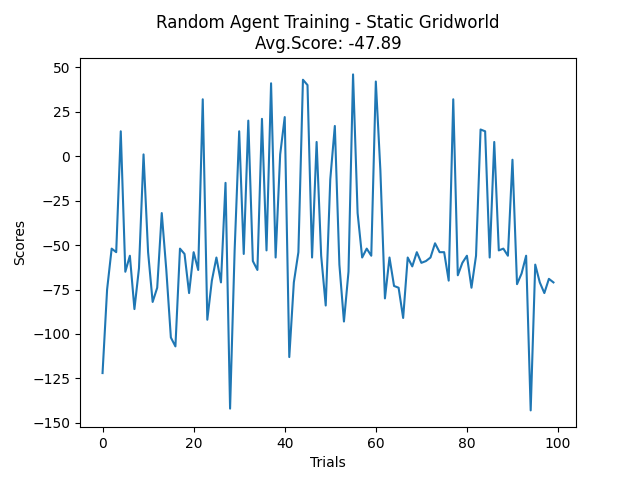 Random Agent Training - Static Gridworld
Avg.Score: -47.89
50
25
0
−25
−50
−75
−100
−125
−150
Scores
0 20 40 60 80 100
Trials